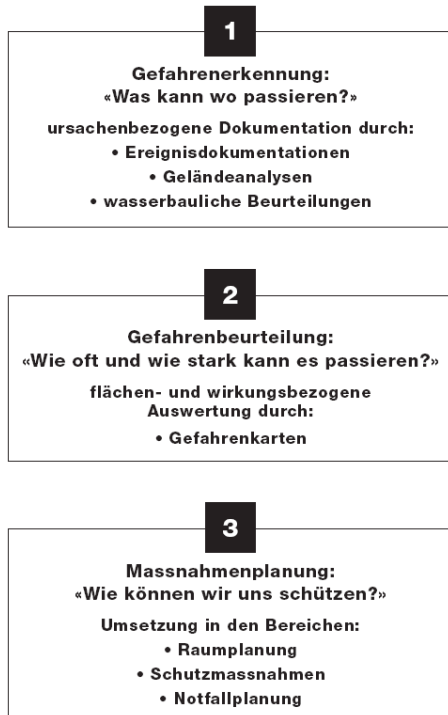 1
Gefahrenerkennung:
«Was kann wo passieren?»
ursachenbezogene Dokumentation durch:
• Ereignisdokumentationen
• Geländeanalysen
• wasserbauliche Beurteilungen
2
Gefahrenbeurteilung:
«Wie oft und wie stark kann es passieren?»
flächen- und wirkungsbezogene
Auswertung durch:
• Gefahrenkarten
3
Massnahmenplanung:
«Wie können wir uns schützen?»
Umsetzung in den Bereichen:
• Raumplanung
• Schutzmassnahmen
• Notfallplanung